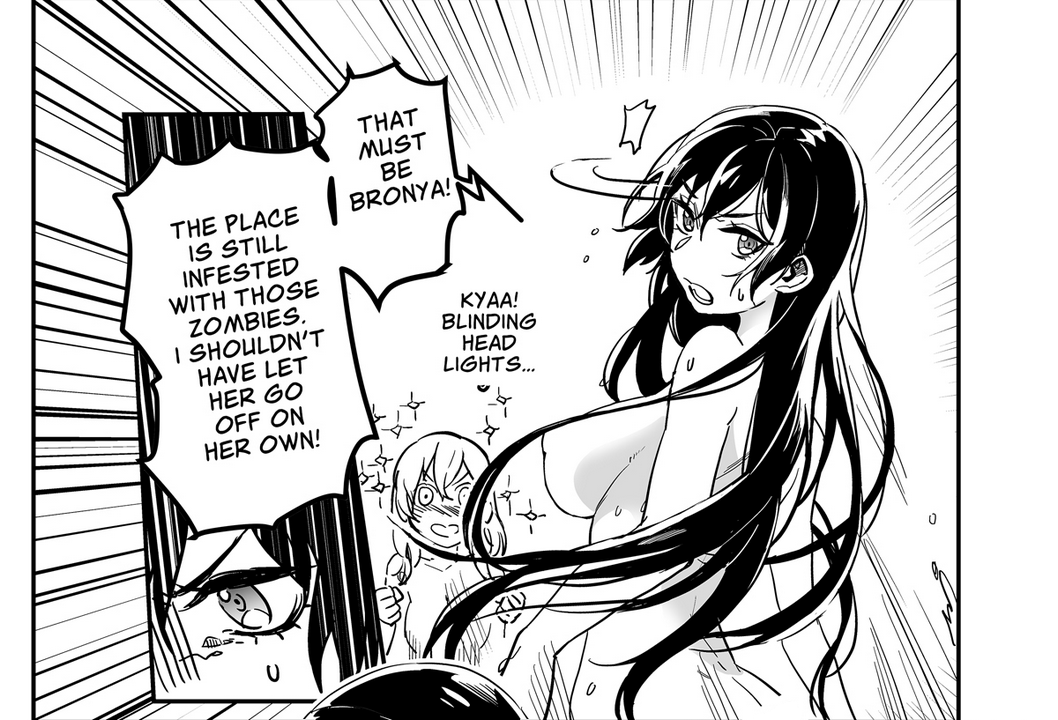 THAT
MUST
BE
BRONYA!
THE PLACE
IS STILL
INFESTED
WITH THOSE
ZOMBIES.
I SHOULDN'T
HAVE LET
HER GO
OFF ON
HER OWN!
KYAA!
BLINDING
HEAD
LIGHTS...